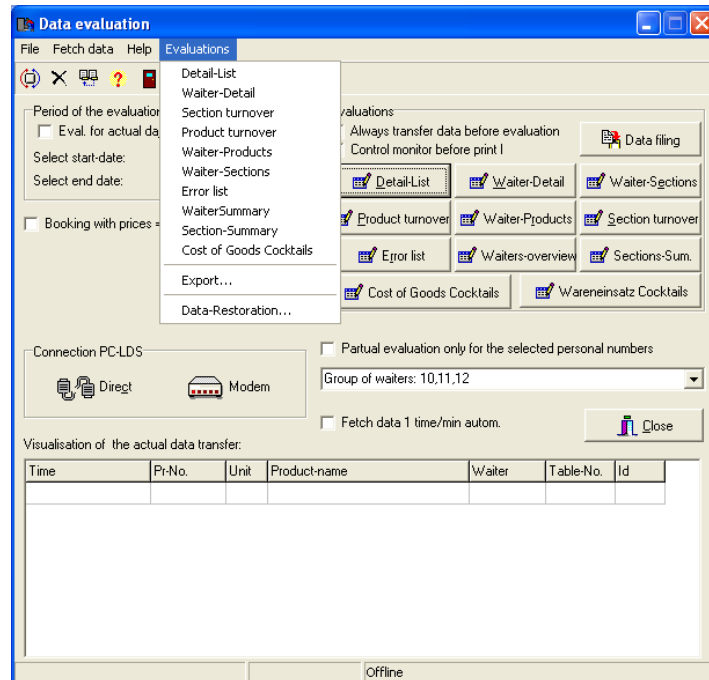 Data evaluation
File Fetch data Help Evaluations
?
Detail-List
Waiter-Detail
Section turnover
Product turnover
Waiter-Products
Waiter-Sections
Error list
WaiterSummary
Section-Summary
Cost of Goods Cocktails
Export...
Data-Restoration...
Period of the evaluation
Eval. for actual da
Select start-date:
Select end date:
Booking with prices =
valuations
Always transfer data before evaluation
Control monitor before print l
Data filing
Detail-List Waiter-Detail Waiter-Sections
Product turnover Waiter-Products Section turnover
Error list Waiters-overview Sections-Sum.
Cost of Goods Cocktails Wareneinsatz Cocktails
Connection PC-LDS
Direct Modem
Partual evaluation only for the selected personal numbers
Group of waiters: 10,11,12
Fetch data 1 time/min autom.
Close
Visualisation of the actual data transfer:
Time Pr-No. Unit Product-name Waiter Table-No. Id
Offline